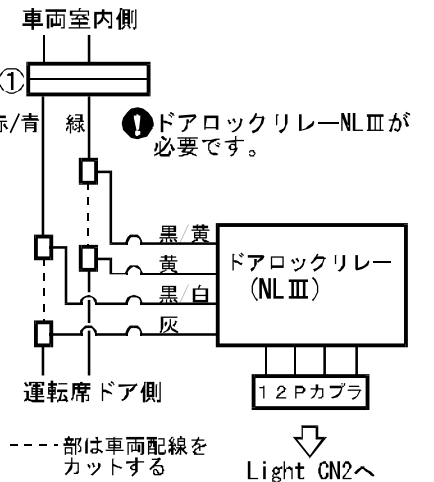 車両室内側
①
赤/青
緑
ドアロックリレーNLⅢが
必要です。
黒/黄
黄
黒/白
灰
ドアロックリレー
(NLⅢ)
運転席ドア側
12Pカプラ
部は車両配線を
カットする
Light CN2へ